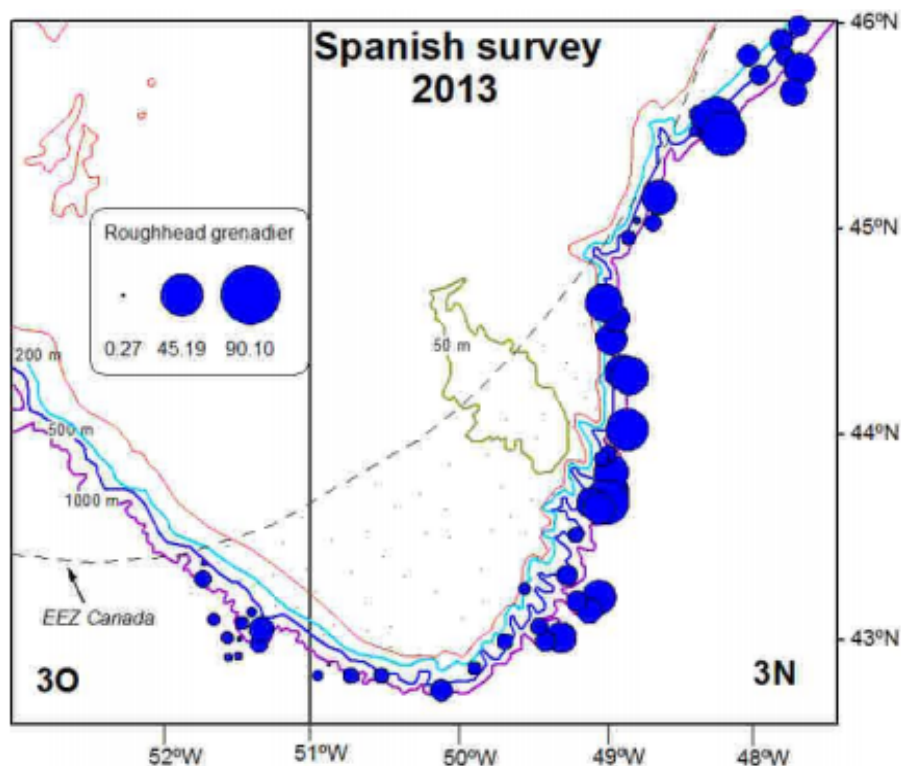 Spanish survey
2013
46ºN
Roughhead grenadier
0.27 45.19 90.10
45ºN
50 m
200 m
500 m
1000 m
44ºN
EEZ Canada
43ºN
3O
3N
52ºW
51ºW
50ºW
49ºW
48ºW